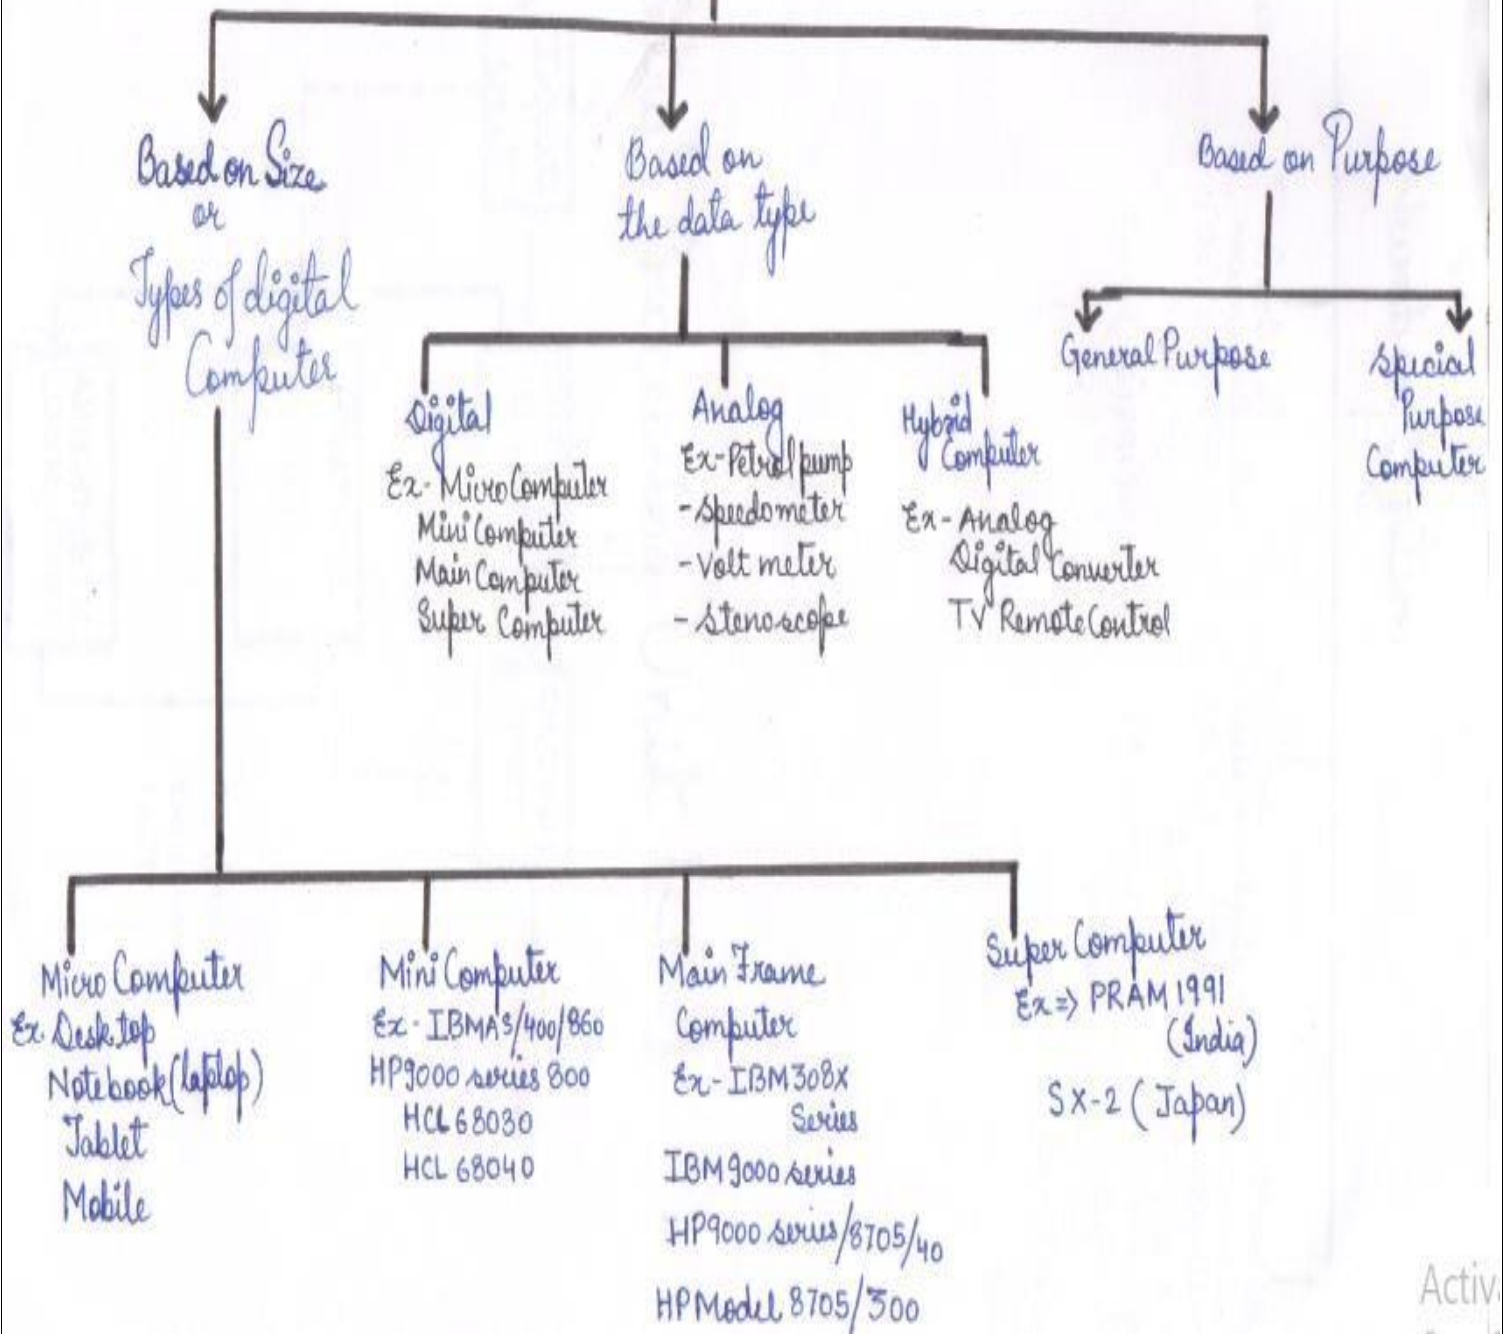 Based on Size
or
Types of digital
Computer
Based on
the data type
Based on Purpose
General Purpose
Special
Purpose
Computer
Digital
Ex- Micro Computer
Mini Computer
Main Computer
Super Computer
Analog
Ex- Petrol pump
- speedometer
- Volt meter
- stenoscope
Hybrid
Computer
Ex- Analog
Digital Converter
TV Remote Control
Micro Computer
Ex. Desktop
Notebook (laptop)
Tablet
Mobile
Mini Computer
Ex- IBMAS/400/860
HP9000 series 800
HCL 68030
HCL 68040
Main Frame
Computer
Ex- IBM308X
Series
IBM 9000 series
HP9000 series/8705/40
HP Model 8705/300
Super Computer
Ex => PRAM 1991
(India)
SX-2 (Japan)
Activ